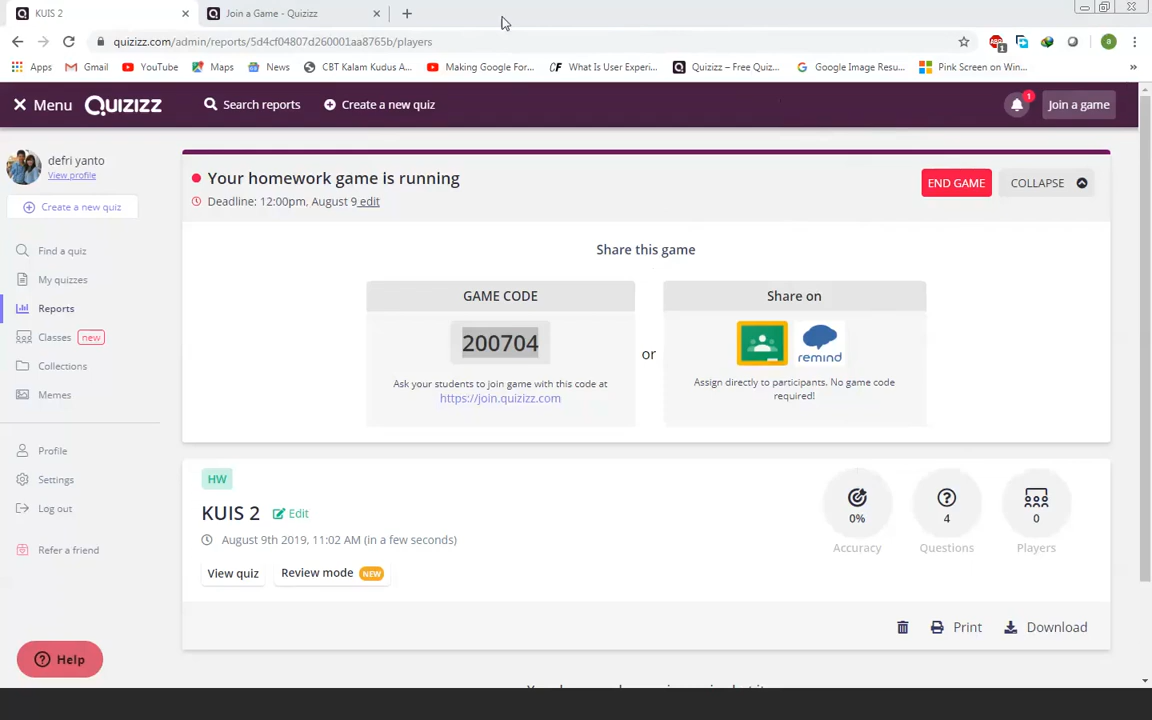 KUIS 2
Join a Game - Quizizz
quizizz.com/admin/reports/5d4cf04807d260001aa8765b/players
ABP
1
a
Apps
Gmail
YouTube
Maps
News
CBT Kalam Kudus A...
Making Google For...
What Is User Experi...
Quizizz – Free Quiz...
Google Image Resu...
Pink Screen on Win...
»
Menu
QUIZIZZ
Search reports
Create a new quiz
1
Join a game
defri yanto
View profile
Create a new quiz
Find a quiz
My quizzes
Reports
Classes new
Collections
Memes
Profile
Settings
Log out
Refer a friend
Help
Your homework game is running
Deadline: 12:00pm, August 9 edit
END GAME
COLLAPSE
Share this game
GAME CODE
200704
Ask your students to join game with this code at
https://join.quizizz.com
or
Share on
remind
Assign directly to participants. No game code
required!
HW
KUIS 2 Edit
August 9th 2019, 11:02 AM (in a few seconds)
View quiz
Review mode NEW
0%
Accuracy
4
Questions
0
Players
Print
Download